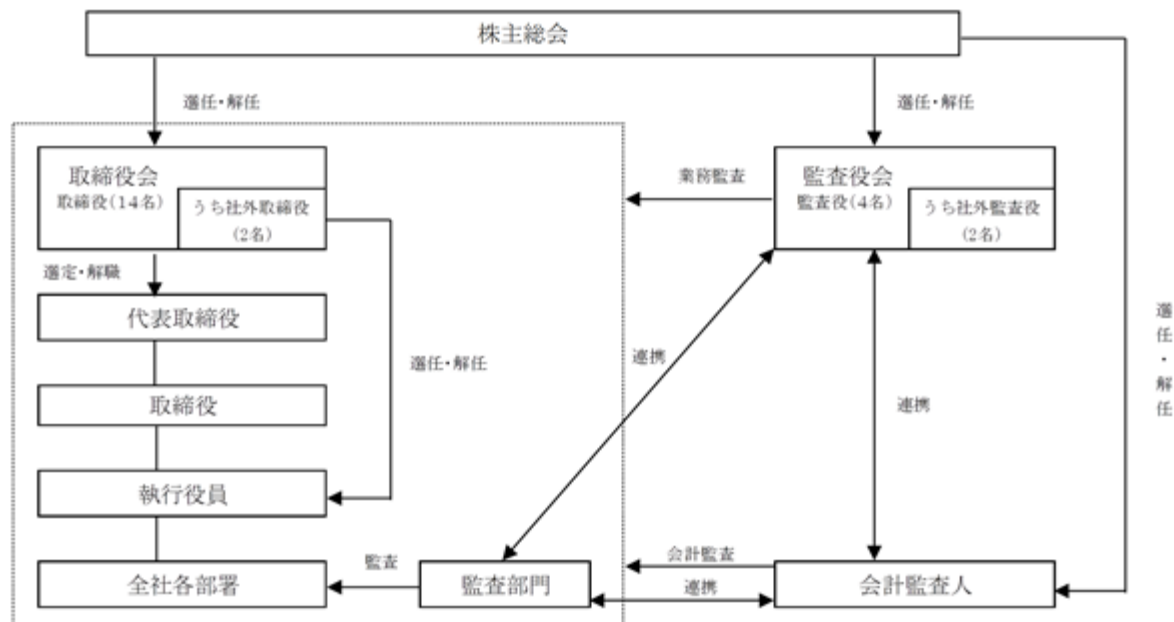 株主総会
選任・解任
選任・解任
取締役会
取締役(14名)
うち社外取締役
(2名)
業務監査
監査役会
監査役(4名)
うち社外監査役
(2名)
選定・解職
代表取締役
選任・解任
連携
連携
選任・解任
取締役
執行役員
監査
会計監査
全社各部署
監査部門
連携
会計監査人